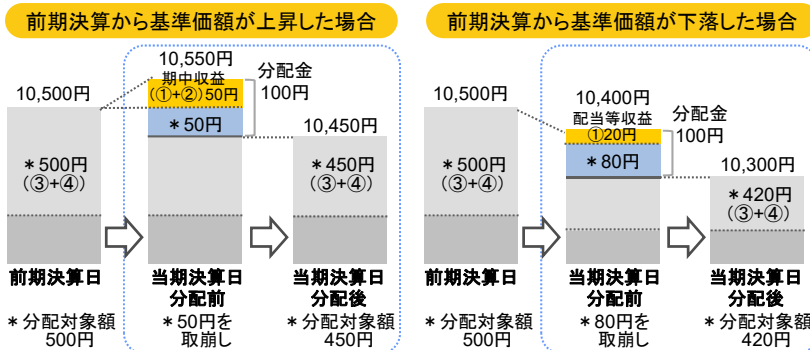 前期決算から基準価額が上昇した場合
10,500円
＊500円
(③+④)
前期決算日
＊分配対象額
500円
10,550円
期中収益
(①+②)50円
＊50円
分配金
100円
当期決算日
分配前
＊50円を
取崩し
10,450円
＊450円
(③+④)
当期決算日
分配後
＊分配対象額
450円
前期決算から基準価額が下落した場合
10,500円
＊500円
(③+④)
前期決算日
＊分配対象額
500円
10,400円
配当等収益
①20円
＊80円
分配金
100円
当期決算日
分配前
＊80円を
取崩し
10,300円
＊420円
(③+④)
当期決算日
分配後
＊分配対象額
420円